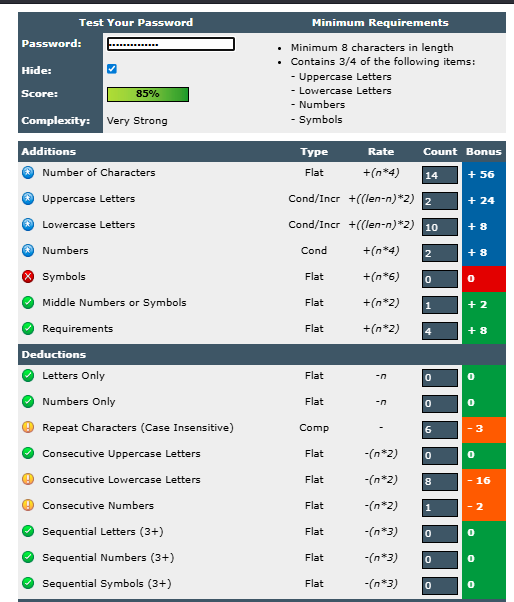 Test Your Password Minimum Requirements
Password: ••••••••••••••
Hide:
Score: 85%
Complexity: Very Strong
• Minimum 8 characters in length
• Contains 3/4 of the following items:
- Uppercase Letters
- Lowercase Letters
- Numbers
- Symbols
Additions Type Rate Count Bonus
Number of Characters Flat +(n*4) 14 + 56
Uppercase Letters Cond/Incr +((len-n)*2) 2 + 24
Lowercase Letters Cond/Incr +((len-n)*2) 10 + 8
Numbers Cond +(n*4) 2 + 8
Symbols Flat +(n*6) 0 0
Middle Numbers or Symbols Flat +(n*2) 1 + 2
Requirements Flat +(n*2) 4 + 8
Deductions
Letters Only Flat -n 0 0
Numbers Only Flat -n 0 0
Repeat Characters (Case Insensitive) Comp - 6 - 3
Consecutive Uppercase Letters Flat -(n*2) 0 0
Consecutive Lowercase Letters Flat -(n*2) 8 - 16
Consecutive Numbers Flat -(n*2) 1 - 2
Sequential Letters (3+) Flat -(n*3) 0 0
Sequential Numbers (3+) Flat -(n*3) 0 0
Sequential Symbols (3+) Flat -(n*3) 0 0